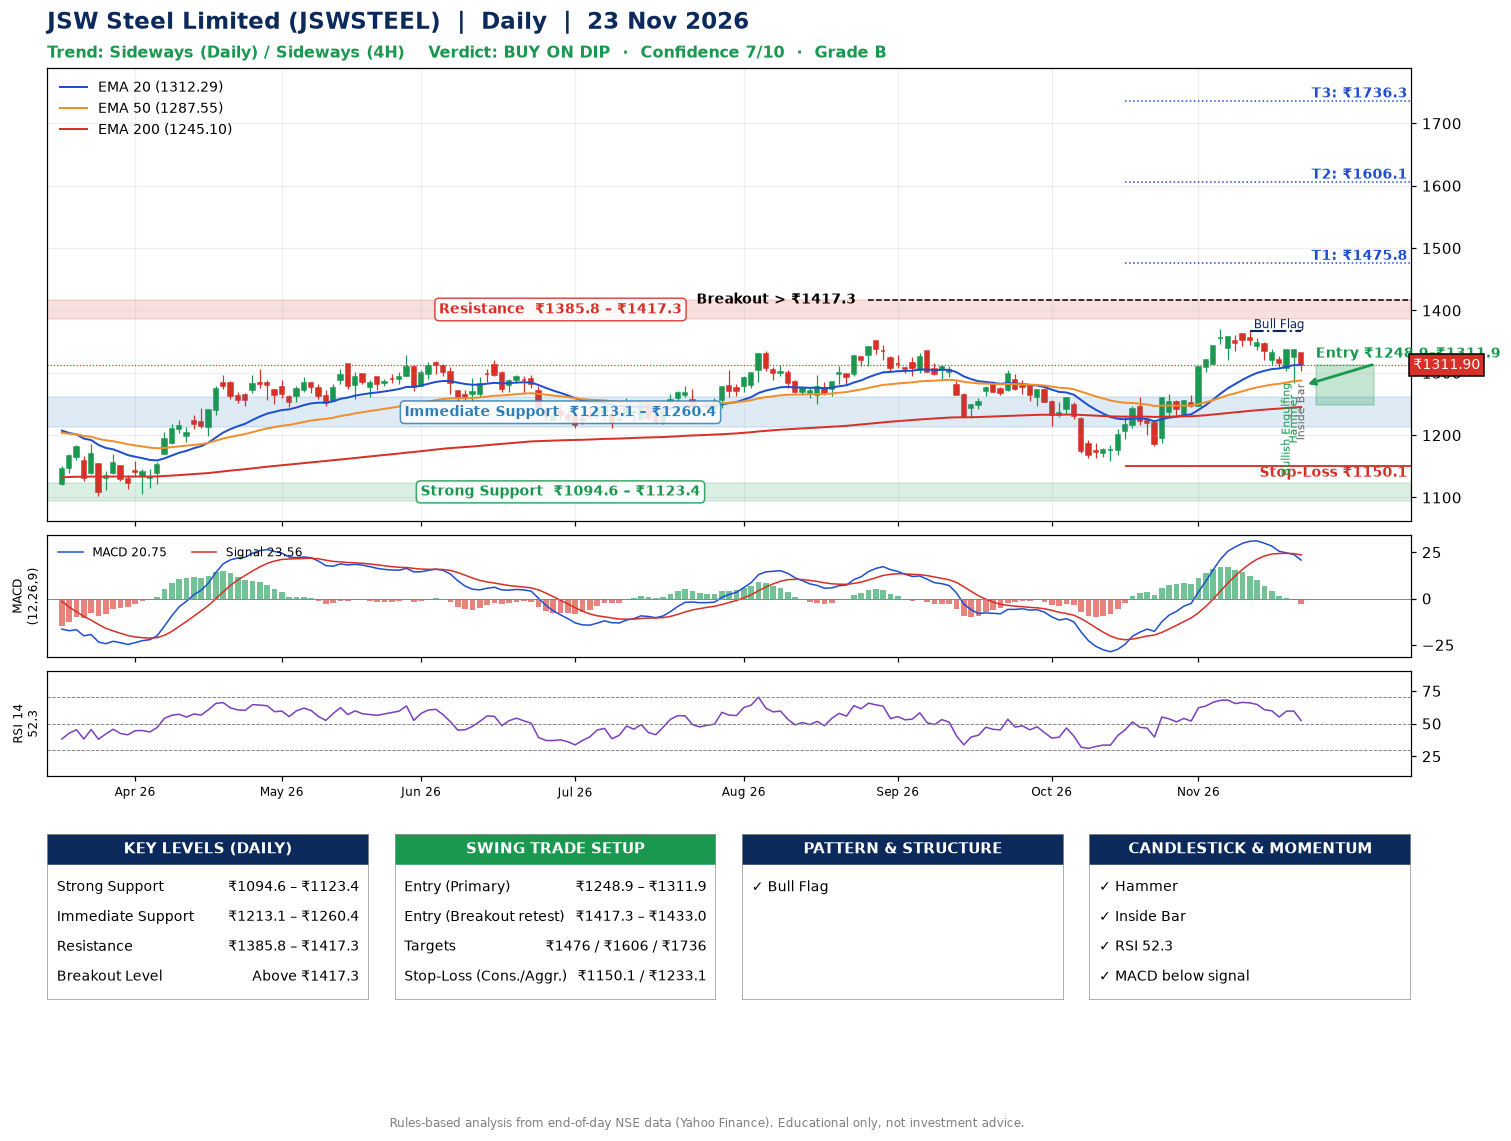 JSW Steel Limited (JSWSTEEL) | Daily | 23 Nov 2026
Trend: Sideways (Daily) / Sideways (4H) Verdict: BUY ON DIP · Confidence 7/10 · Grade B
EMA 20 (1312.29)
EMA 50 (1287.55)
EMA 200 (1245.10)
T3: ₹1736.3
T2: ₹1606.1
T1: ₹1475.8
Breakout > ₹1417.3
Resistance ₹1385.8 – ₹1417.3
Bull Flag
Entry ₹1248.9–₹1311.9
₹1311.90
Immediate Support ₹1213.1 – ₹1260.4
Bullish Engulfing
Hammer
Inside Bar
Stop-Loss ₹1150.1
Strong Support ₹1094.6 – ₹1123.4
1700
1600
1500
1400
1300
1200
1100
MACD 20.75 Signal 23.56
MACD
(12,26,9)
25
0
−25
RSI 14
52.3
75
50
25
Apr 26 May 26 Jun 26 Jul 26 Aug 26 Sep 26 Oct 26 Nov 26
KEY LEVELS (DAILY)
Strong Support ₹1094.6 – ₹1123.4
Immediate Support ₹1213.1 – ₹1260.4
Resistance ₹1385.8 – ₹1417.3
Breakout Level Above ₹1417.3
SWING TRADE SETUP
Entry (Primary) ₹1248.9 – ₹1311.9
Entry (Breakout retest) ₹1417.3 – ₹1433.0
Targets ₹1476 / ₹1606 / ₹1736
Stop-Loss (Cons./Aggr.) ₹1150.1 / ₹1233.1
PATTERN & STRUCTURE
✓ Bull Flag
CANDLESTICK & MOMENTUM
✓ Hammer
✓ Inside Bar
✓ RSI 52.3
✓ MACD below signal
Rules-based analysis from end-of-day NSE data (Yahoo Finance). Educational only, not investment advice.